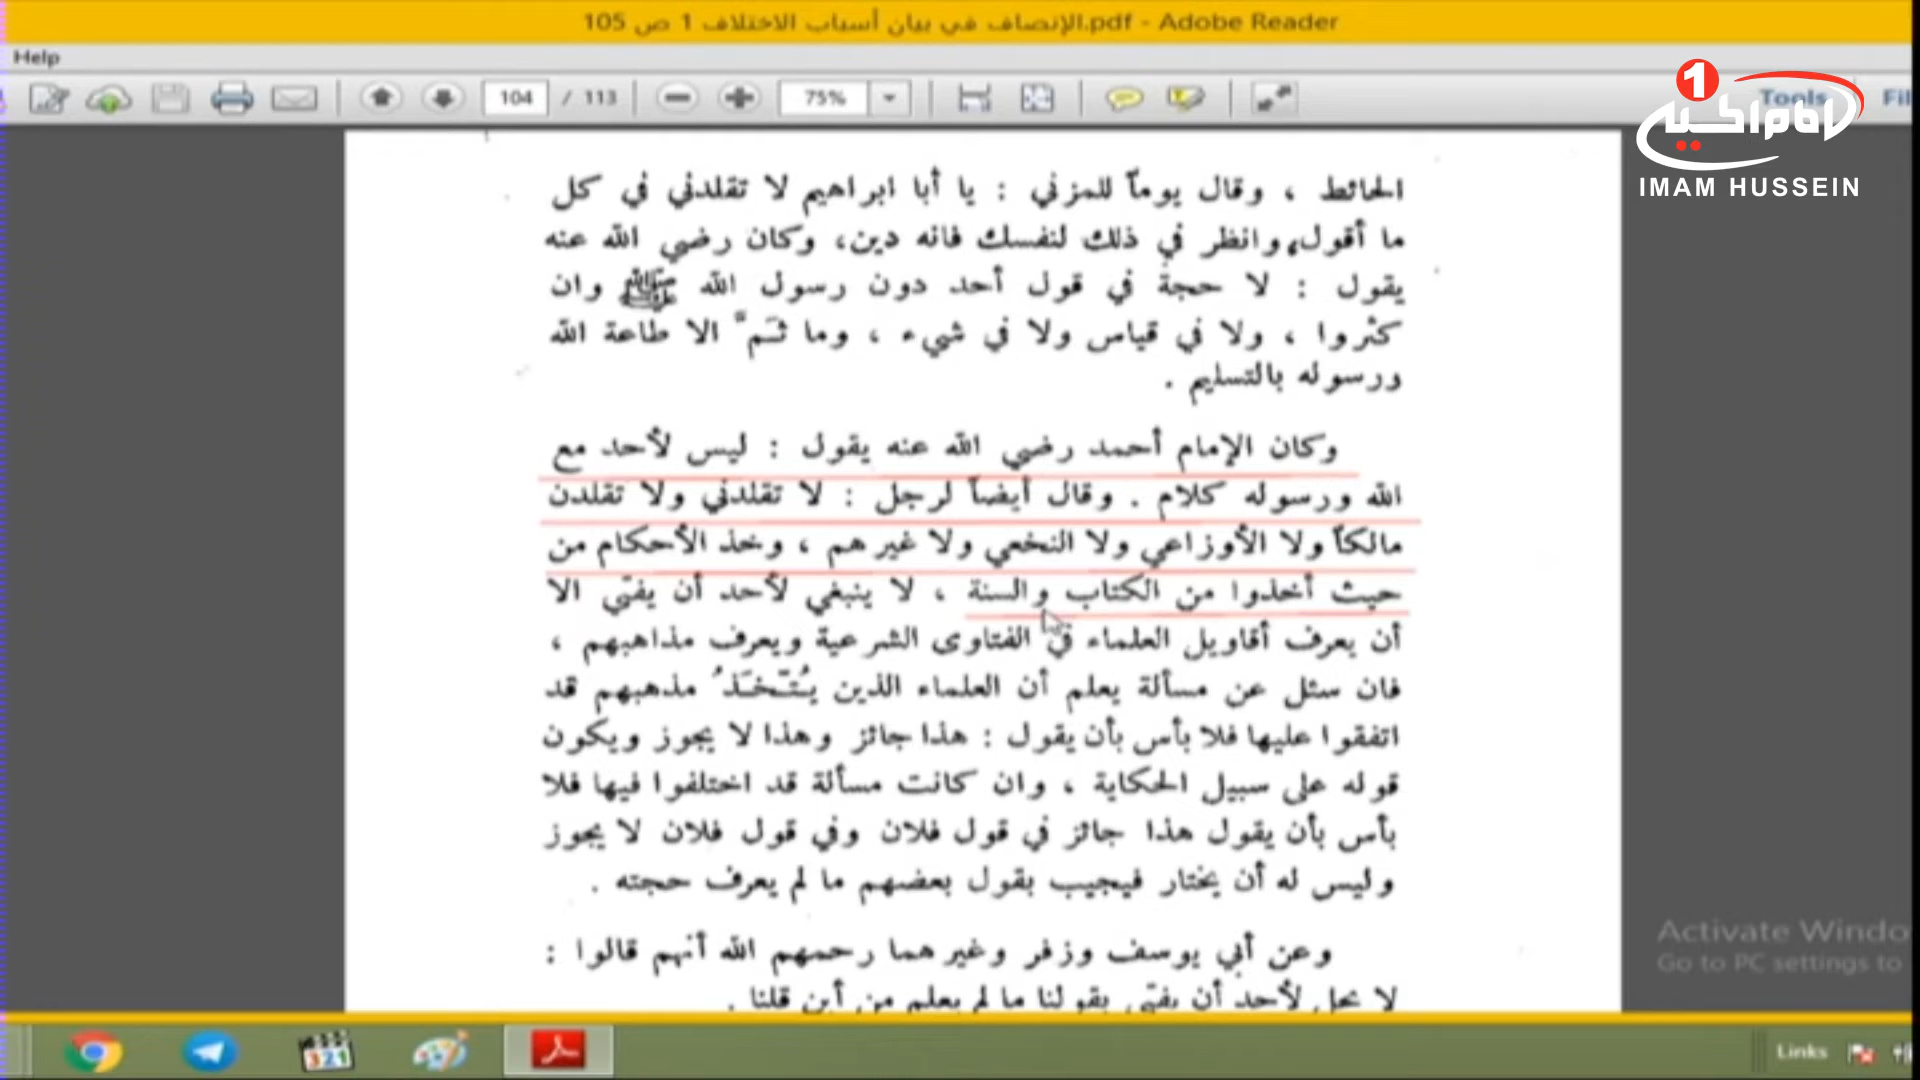 الإنصاف في بيان أسباب الاختلاف 1 ص 105.pdf - Adobe Reader
Help
104 / 113
75%
Tools
1
IMAM HUSSEIN
الحائط ، وقال يوماً للمزني : يا أبا ابراهيم لا تقلدني في كل
ما أقول، وانظر في ذلك لنفسك فانه دين، وكان رضي الله عنه
يقول : لا حجة في قول أحد دون رسول الله ﷺ وان
كثروا ، ولا في قياس ولا في شيء ، وما ثَمَّ الا طاعة الله
ورسوله بالتسليم .
وكان الإمام أحمد رضي الله عنه يقول : ليس لأحد مع
الله ورسوله كلام . وقال أيضاً لرجل : لا تقلدني ولا تقلدن
مالكاً ولا الأوزاعي ولا النخعي ولا غيرهم ، وخذ الأحكام من
حيث أخذوا من الكتاب والسنة ، لا ينبغي لأحد أن يفتي الا
أن يعرف أقاويل العلماء في الفتاوى الشرعية ويعرف مذاهبهم ،
فان سئل عن مسألة يعلم أن العلماء الذين يُتَّخَذُ مذهبهم قد
اتفقوا عليها فلا بأس بأن يقول : هذا جائز وهذا لا يجوز ويكون
قوله على سبيل الحكاية ، وان كانت مسألة قد اختلفوا فيها فلا
بأس بأن يقول هذا جائز في قول فلان وفي قول فلان لا يجوز
وليس له أن يختار فيجيب بقول بعضهم ما لم يعرف حجته .
وعن أبي يوسف وزفر وغيرهما رحمهم الله أنهم قالوا :
لا يحل لأحد أن يفتي بقولنا ما لم يعلم من أين قلنا .
Activate Windo
Go to PC settings to
321
Links